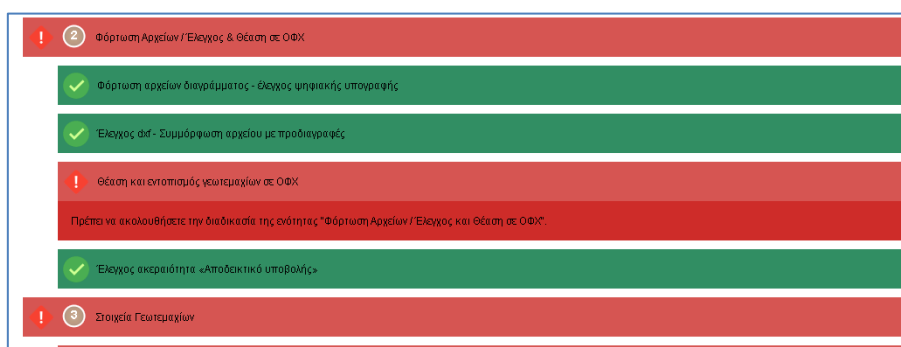 2 Φόρτωση Αρχείων / Έλεγχος & Θέαση σε ΟΦΧ
Φόρτωση αρχείων διαγράμματος - έλεγχος ψηφιακής υπογραφής
Έλεγχος dxf - Συμμόρφωση αρχείου με προδιαγραφές
Θέαση και εντοπισμός γεωτεμαχίων σε ΟΦΧ
Πρέπει να ακολουθήσετε την διαδικασία της ενότητας "Φόρτωση Αρχείων / Έλεγχος και Θέαση σε ΟΦΧ".
Έλεγχος ακεραιότητα «Αποδεικτικό υποβολής»
3 Στοιχεία Γεωτεμαχίων